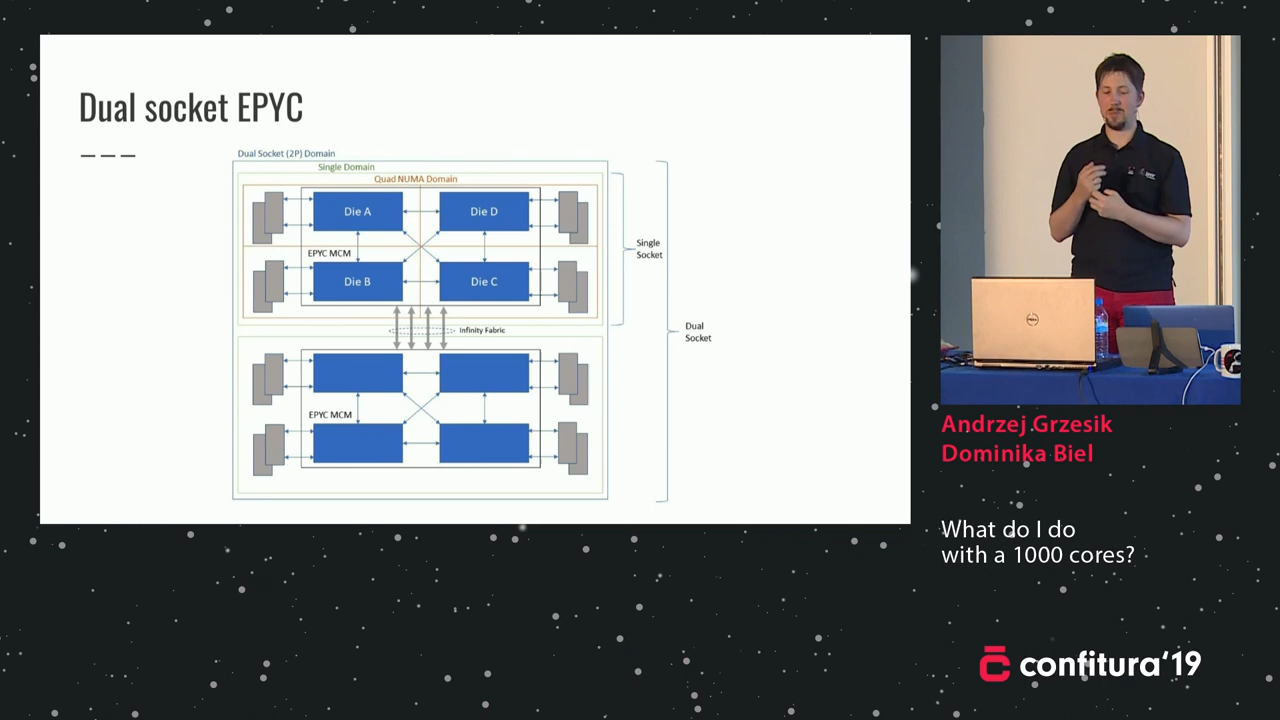 Dual socket EPYC
Dual Socket (2P) Domain
Single Domain
Quad NUMA Domain
Die A
Die D
EPYC MCM
Die B
Die C
Single
Socket
Infinity Fabric
Dual
Socket
EPYC MCM
Andrzej Grzesik
Dominika Biel
What do I do
with a 1000 cores?
confitura'19